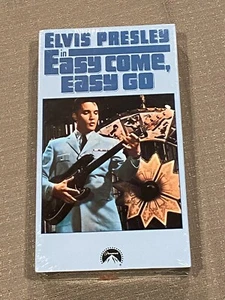 ELVIS PRESLEY
in EASY COME,
EASY GO